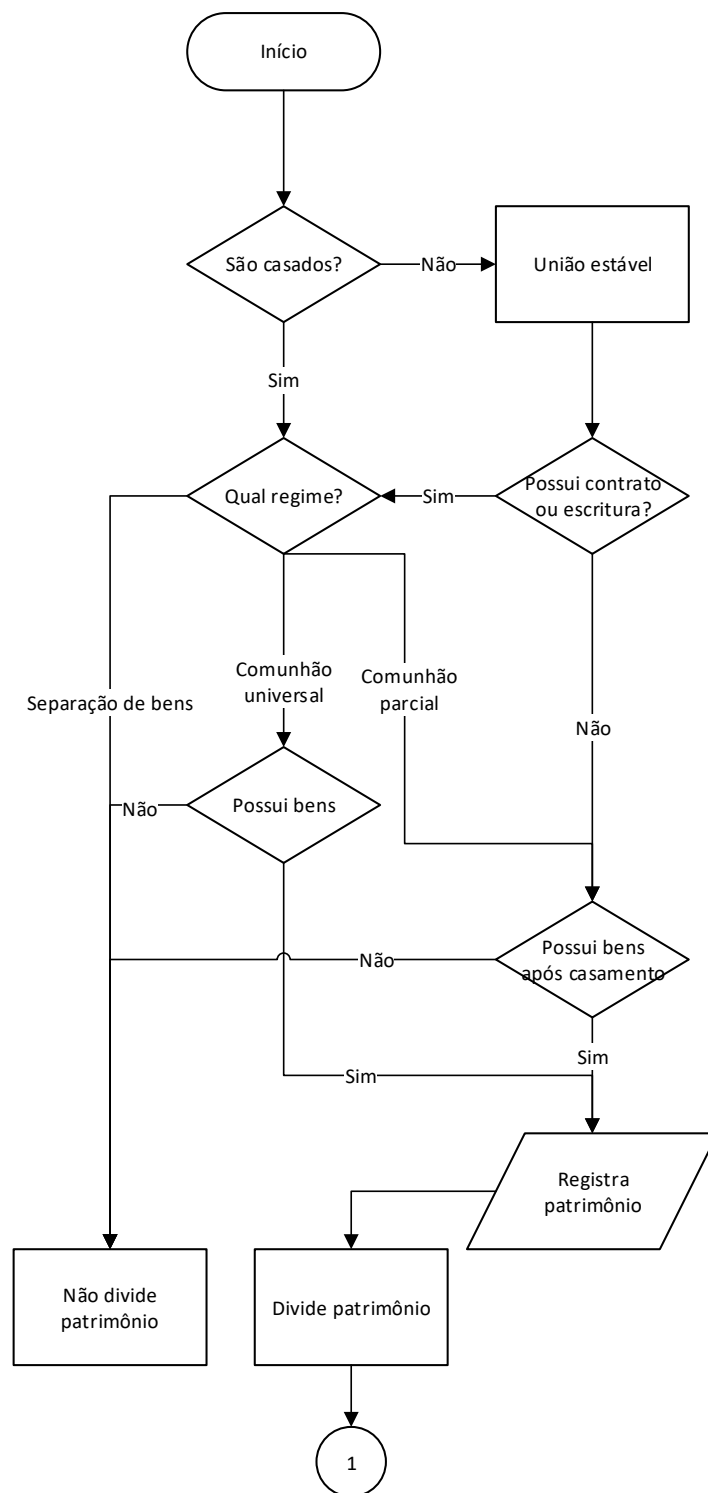 Início
São casados?
Não
União estável
Sim
Qual regime?
Sim
Possui contrato
ou escritura?
Separação de bens
Comunhão
universal
Comunhão
parcial
Não
Não
Possui bens
Não
Possui bens
após casamento
Sim
Sim
Registra
patrimônio
Não divide
patrimônio
Divide patrimônio
1